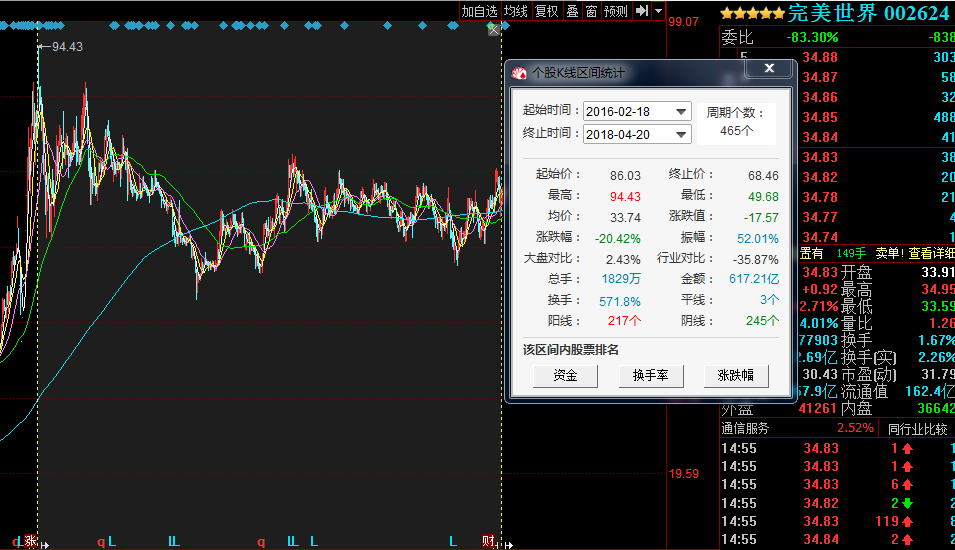 加自选 均线 复权 叠 窗 预测
99.07
完美世界 002624
94.43
委比 -83.30% -838
5 34.88 303
34.87 58
34.86 32
34.85 488
34.84 41
34.83 38
34.82 20
34.78 21
34.77 4
34.74 1
置有 149手 卖单! 查看详细
34.83 开盘 33.91
+0.92 最高 34.95
2.71% 最低 33.59
4.01% 量比 1.26
77903 换手 1.67%
2.69亿 换手(实) 2.26%
30.43 市盈(动) 31.79
67.9亿 流通值 162.4亿
外盘 41261 内盘 36642
通信服务 2.52% 同行业比较
14:55 34.83 1
14:55 34.83 1
14:55 34.83 6
14:55 34.82 2
14:55 34.83 119
14:55 34.84 2
19.59
个股K线区间统计
起始时间: 2016-02-18 周期个数:
终止时间: 2018-04-20 465个
起始价: 86.03 终止价: 68.46
最高: 94.43 最低: 49.68
均价: 33.74 涨跌值: -17.57
涨跌幅: -20.42% 振幅: 52.01%
大盘对比: 2.43% 行业对比: -35.87%
总手: 1829万 金额: 617.21亿
换手: 571.8% 平线: 3个
阳线: 217个 阴线: 245个
该区间内股票排名
资金 换手率 涨跌幅
q L 涨 q L LL q LL L L 财